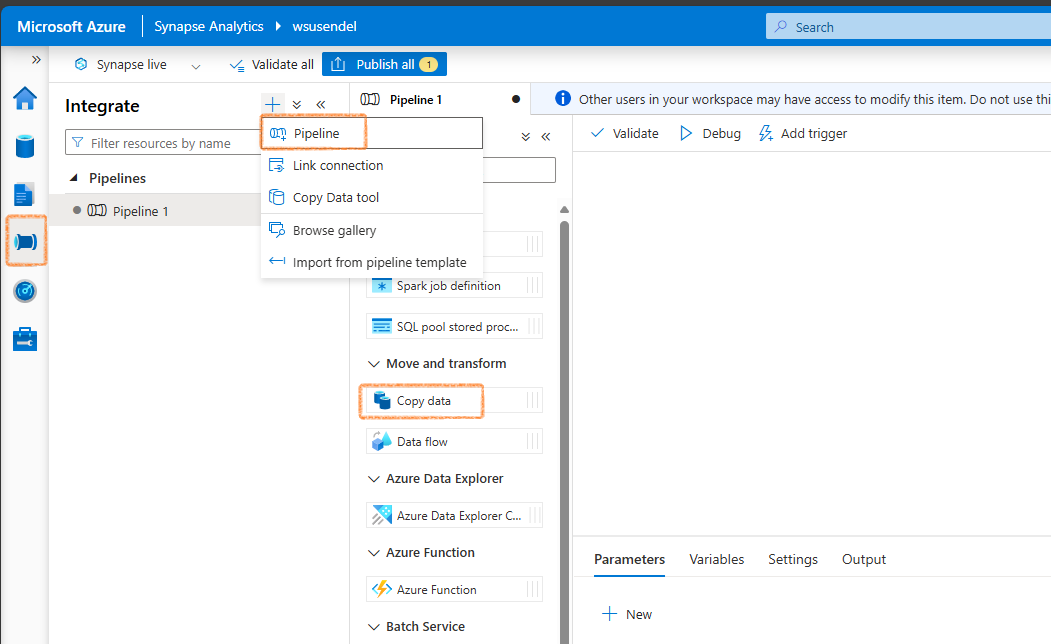 Microsoft Azure
Synapse Analytics
wsusendel
Search
Synapse live
Validate all
Publish all
1
Integrate
Filter resources by name
Pipelines
Pipeline 1
Pipeline
Link connection
Copy Data tool
Browse gallery
Import from pipeline template
Pipeline 1
Other users in your workspace may have access to modify this item. Do not use thi
Validate
Debug
Add trigger
Spark job definition
SQL pool stored proc...
Move and transform
Copy data
Data flow
Azure Data Explorer
Azure Data Explorer C...
Azure Function
Azure Function
Batch Service
Parameters
Variables
Settings
Output
New